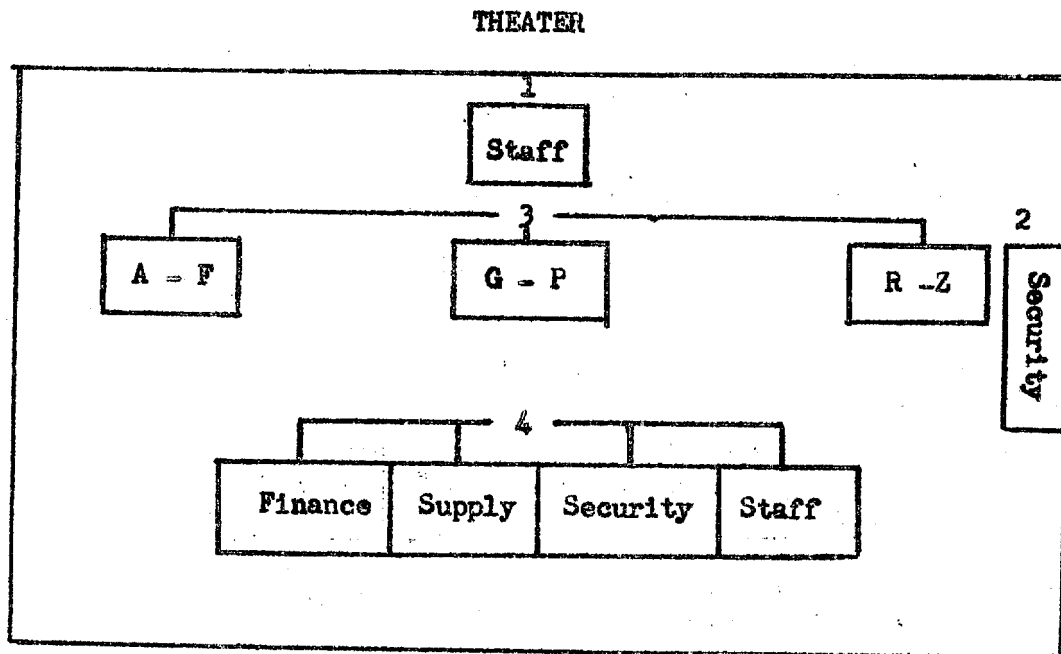 THEATER
1
Staff
3
2
A = F
G - P
R -Z
Security
4
Finance Supply Security Staff